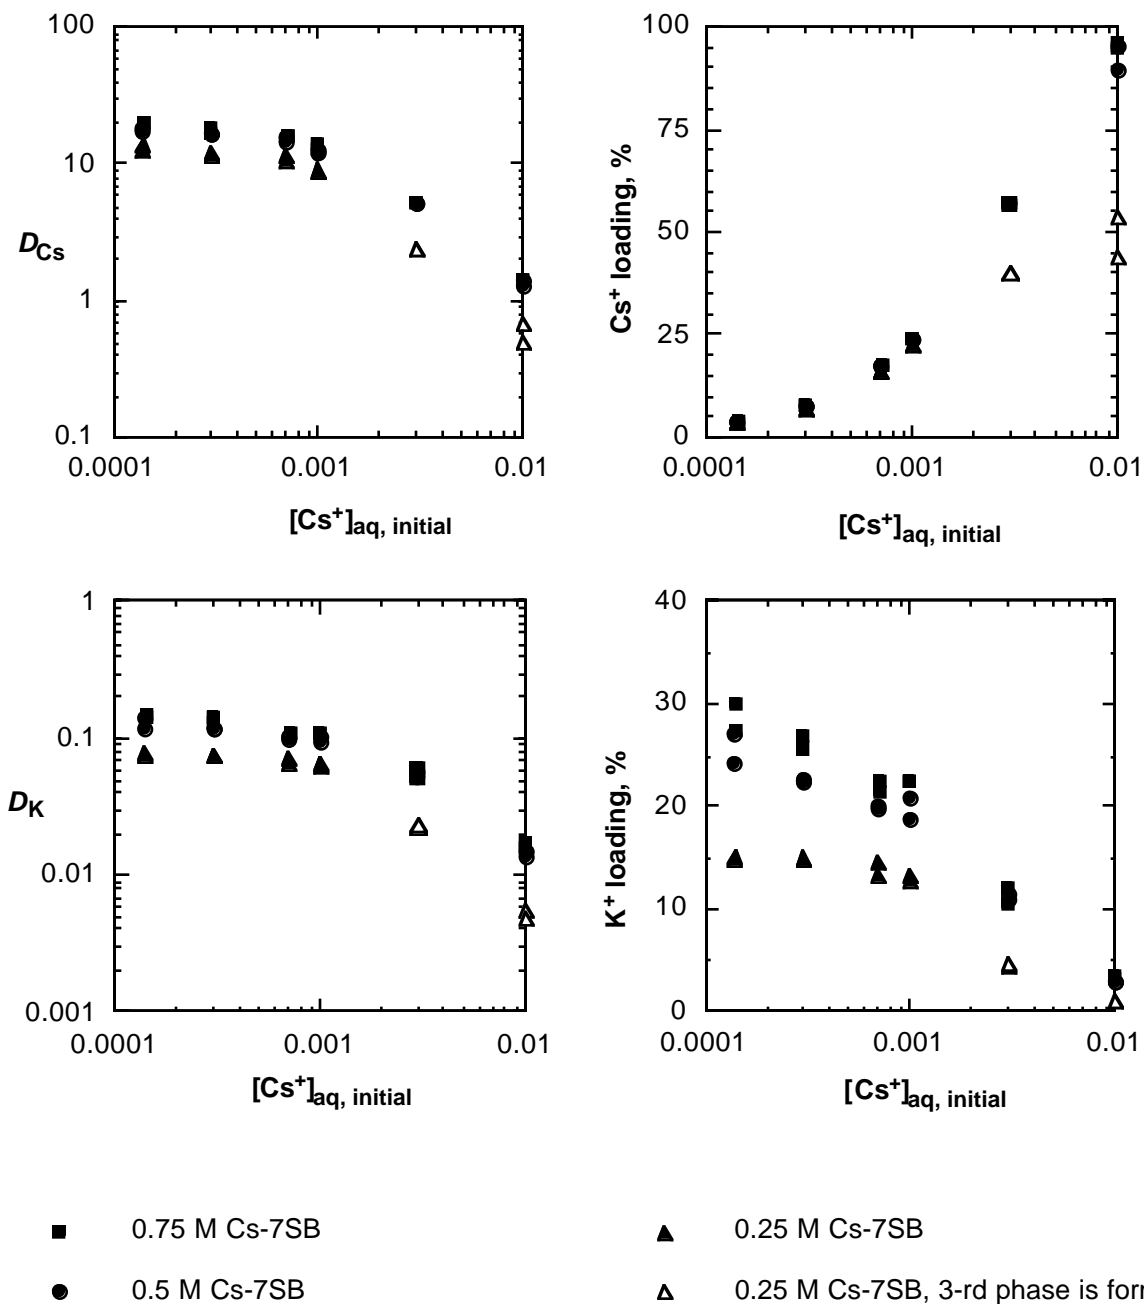 100
10
1
0.1
D_Cs
0.0001 0.001 0.01
[Cs+]aq, initial
100
75
50
25
0
Cs+ loading, %
0.0001 0.001 0.01
[Cs+]aq, initial
1
0.1
0.01
0.001
D_K
0.0001 0.001 0.01
[Cs+]aq, initial
40
30
20
10
0
K+ loading, %
0.0001 0.001 0.01
[Cs+]aq, initial
0.75 M Cs-7SB
0.5 M Cs-7SB
0.25 M Cs-7SB
0.25 M Cs-7SB, 3-rd phase is for